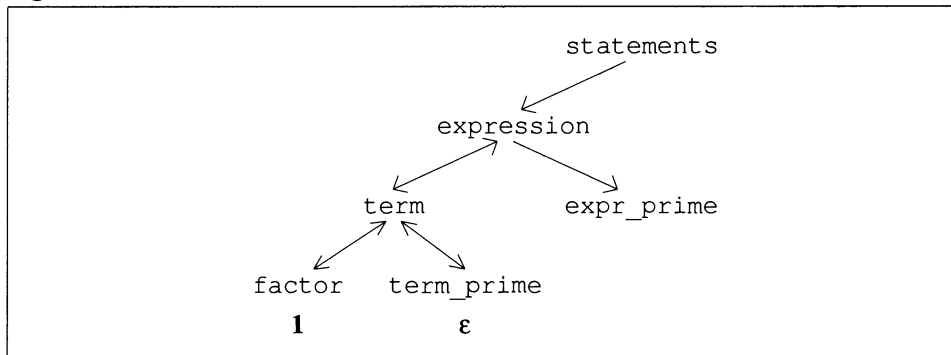 statements
expression
term expr_prime
factor term_prime
1 ε